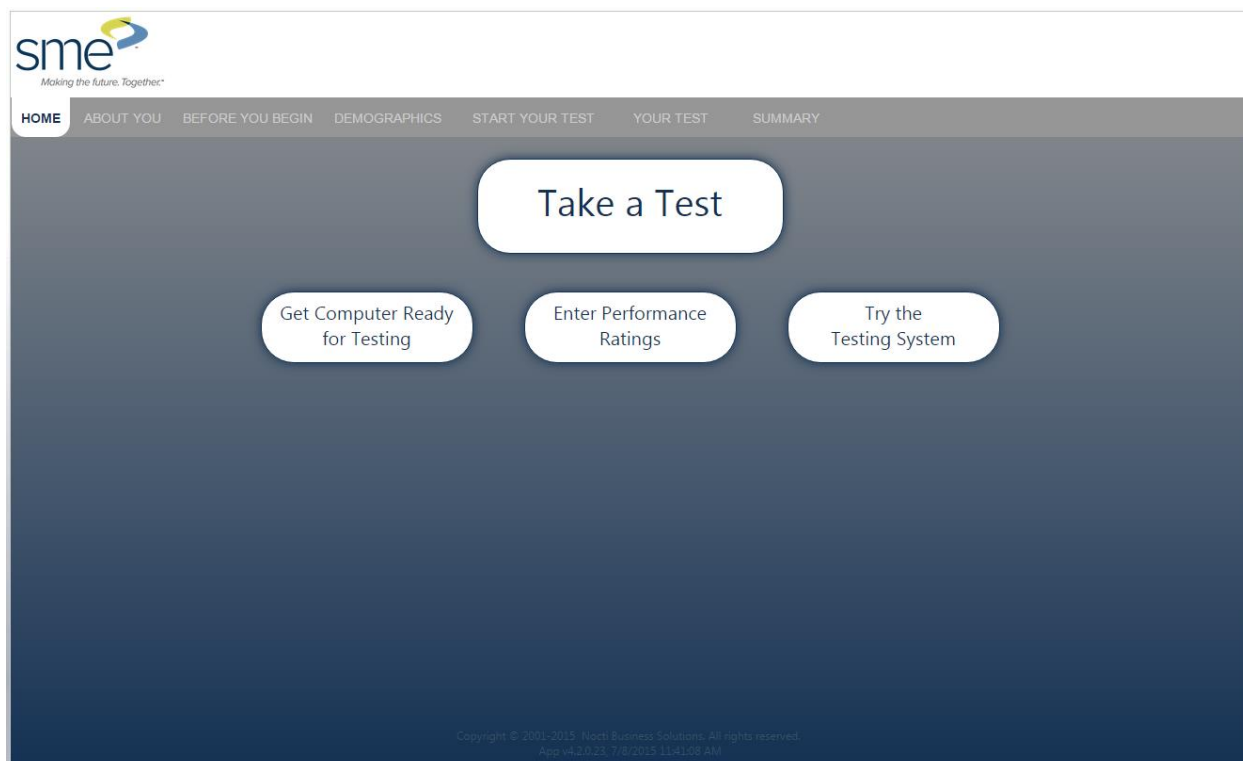 sme
Making the future. Together.
HOME ABOUT YOU BEFORE YOU BEGIN DEMOGRAPHICS START YOUR TEST YOUR TEST SUMMARY
Take a Test
Get Computer Ready
for Testing
Enter Performance
Ratings
Try the
Testing System
Copyright © 2001-2015 Nocti Business Solutions. All rights reserved.
App v4.2.0.23, 7/8/2015 11:41:08 AM